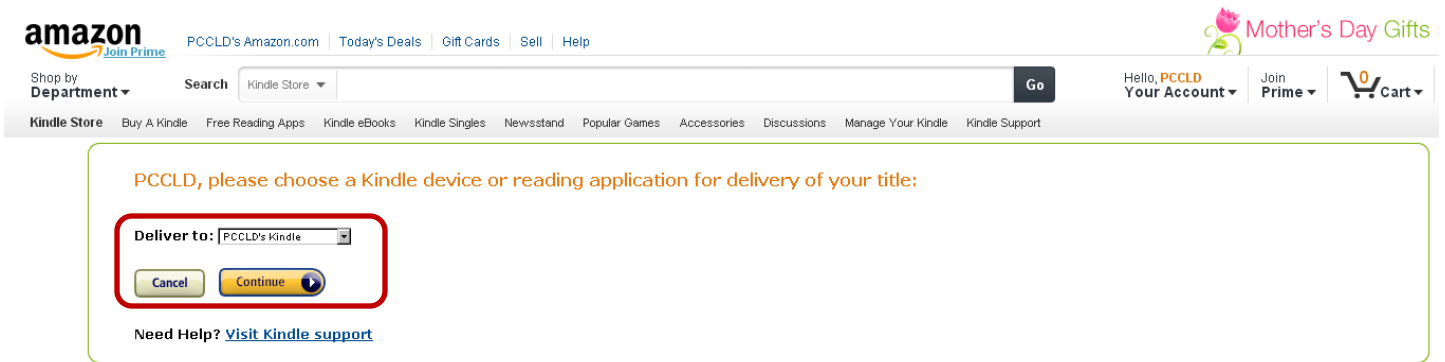 amazon
Join Prime
PCCLD's Amazon.com Today's Deals Gift Cards Sell Help
Mother's Day Gifts
Shop by
Department
Search Kindle Store Go
Hello, PCCLD
Your Account
Join
Prime
0
Cart
Kindle Store Buy A Kindle Free Reading Apps Kindle eBooks Kindle Singles Newsstand Popular Games Accessories Discussions Manage Your Kindle Kindle Support
PCCLD, please choose a Kindle device or reading application for delivery of your title:
Deliver to: PCCLD's Kindle
Cancel Continue
Need Help? Visit Kindle support